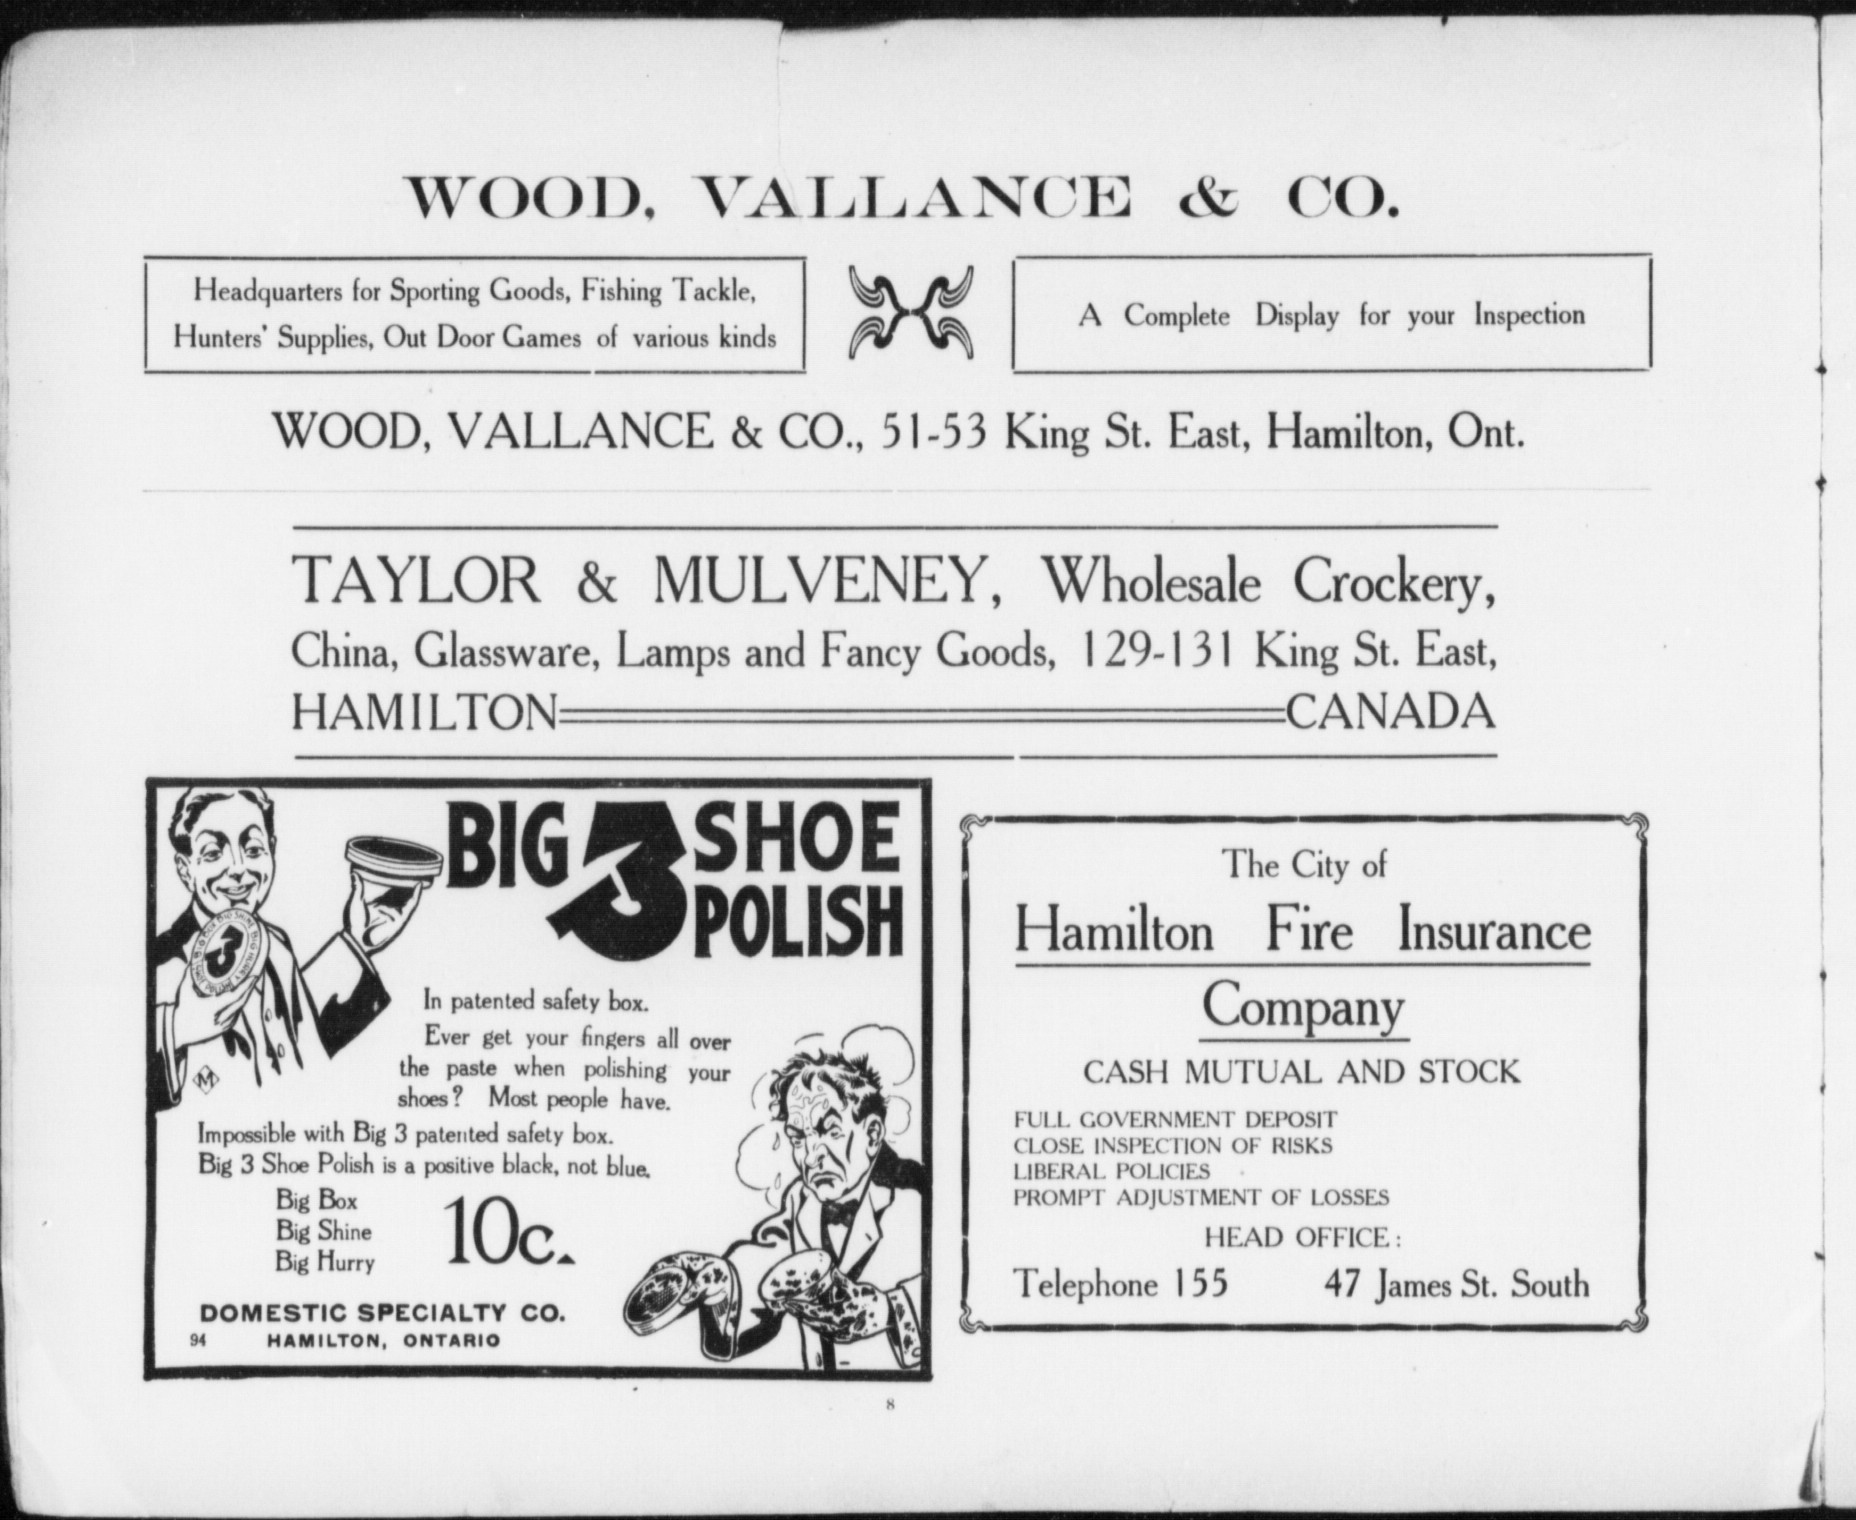 WOOD, VALLANCE & CO.
Headquarters for Sporting Goods, Fishing Tackle,
Hunters' Supplies, Out Door Games of various kinds
A Complete Display for your Inspection
WOOD, VALLANCE & CO., 51-53 King St. East, Hamilton, Ont.
TAYLOR & MULVENEY, Wholesale Crockery,
China, Glassware, Lamps and Fancy Goods, 129-131 King St. East,
HAMILTON CANADA
BIG 3 SHOE
POLISH
In patented safety box.
Ever get your fingers all over
the paste when polishing your
shoes? Most people have.
Impossible with Big 3 patented safety box.
Big 3 Shoe Polish is a positive black, not blue.
Big Box
Big Shine
Big Hurry
10c.
DOMESTIC SPECIALTY CO.
94 HAMILTON, ONTARIO
BIG BOX BIG SHINE BIG HURRY
3
M
The City of
Hamilton Fire Insurance
Company
CASH MUTUAL AND STOCK
FULL GOVERNMENT DEPOSIT
CLOSE INSPECTION OF RISKS
LIBERAL POLICIES
PROMPT ADJUSTMENT OF LOSSES
HEAD OFFICE:
Telephone 155 47 James St. South
8